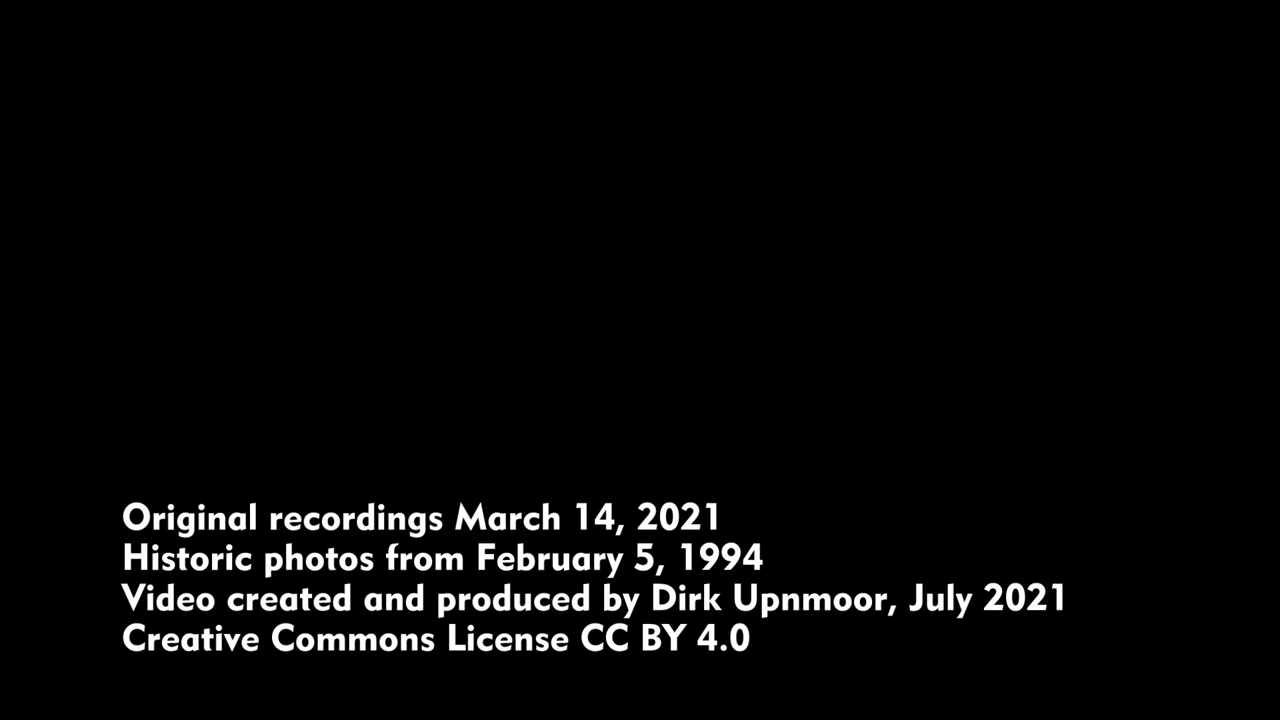 Original recordings March 14, 2021
Historic photos from February 5, 1994
Video created and produced by Dirk Upnmoor, July 2021
Creative Commons License CC BY 4.0